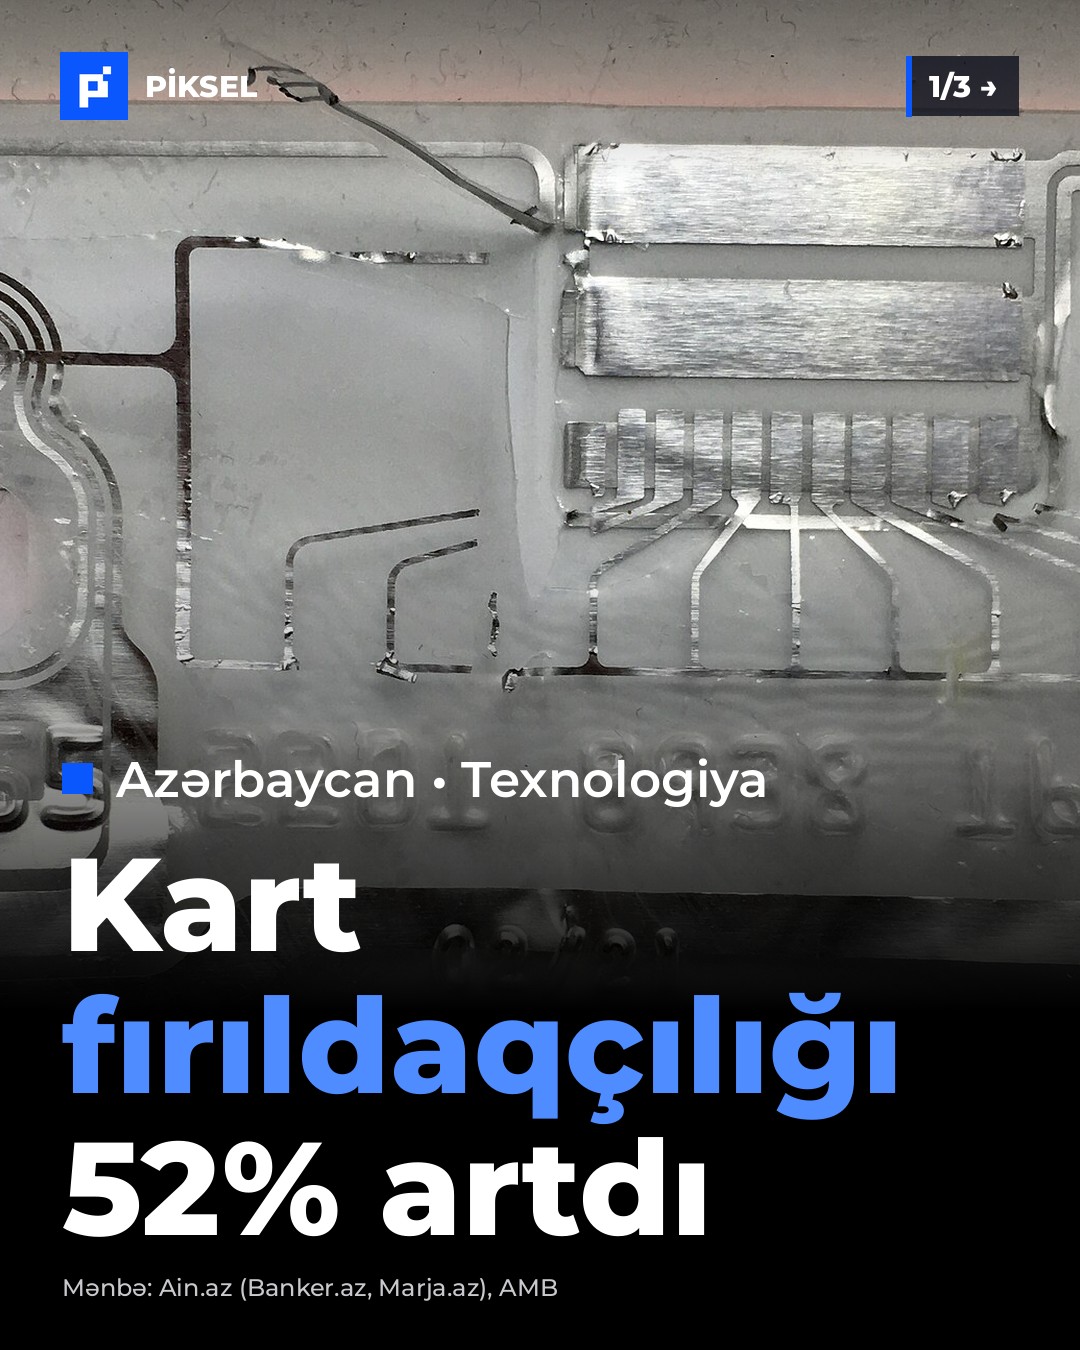 PİKSEL
1/3 →
Azərbaycan • Texnologiya
Kart
fırıldaqçılığı
52% artdı
Mənbə: Ain.az (Banker.az, Marja.az), AMB